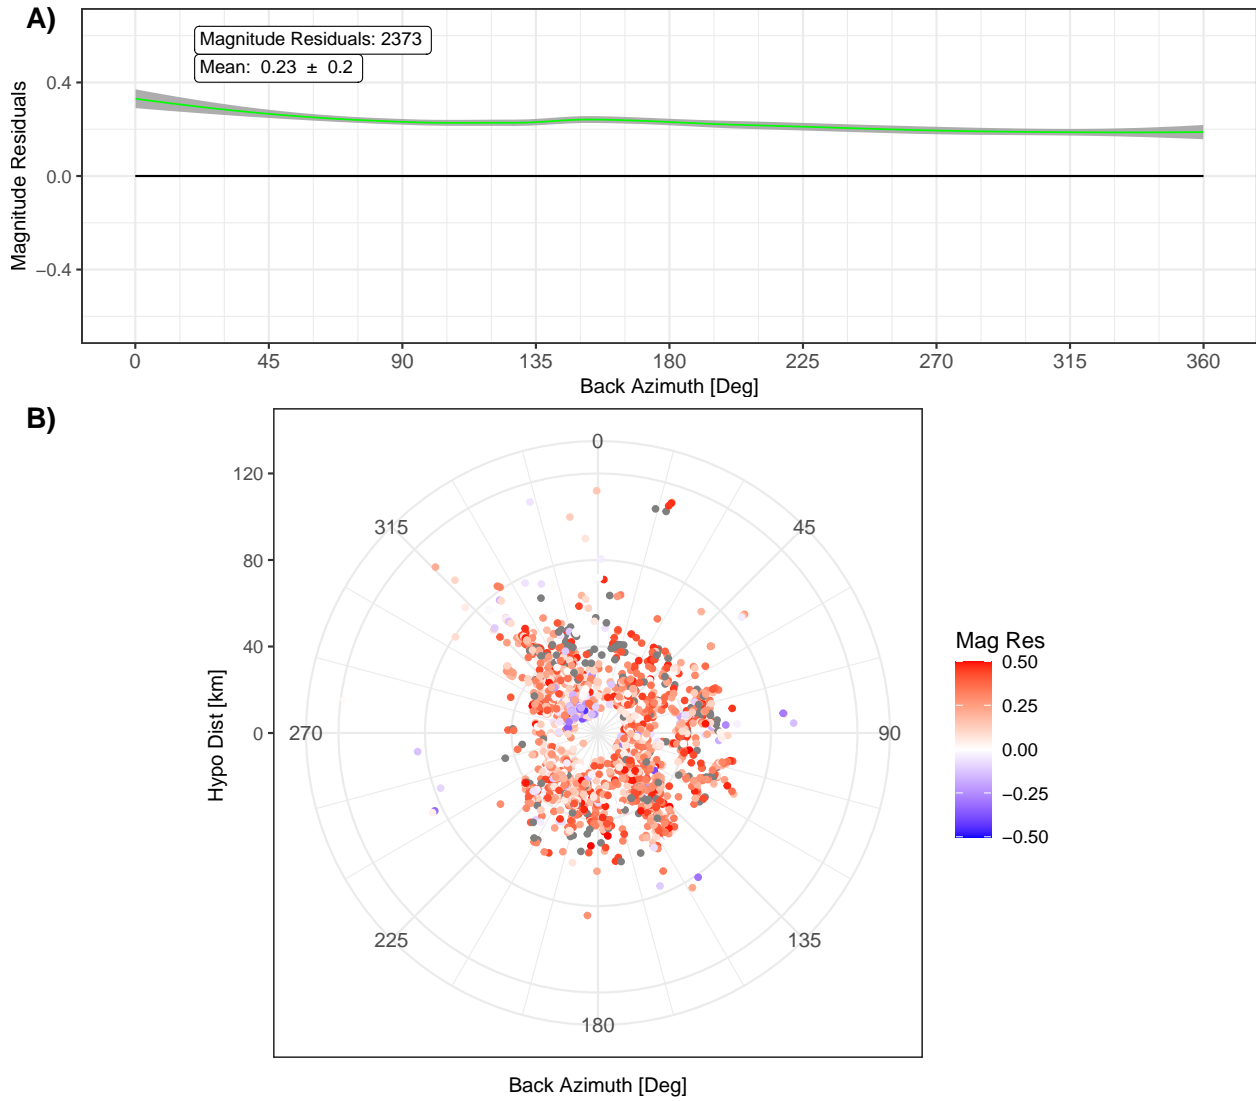 A)
Magnitude Residuals: 2373
Mean:  0.23  ±  0.2
0.4
0.0
−0.4
Magnitude Residuals
0 45 90 135 180 225 270 315 360
Back Azimuth [Deg]
B)
0
45
90
135
180
225
270
315
120
80
40
0
Hypo Dist [km]
Back Azimuth [Deg]
Mag Res
0.50
0.25
0.00
−0.25
−0.50